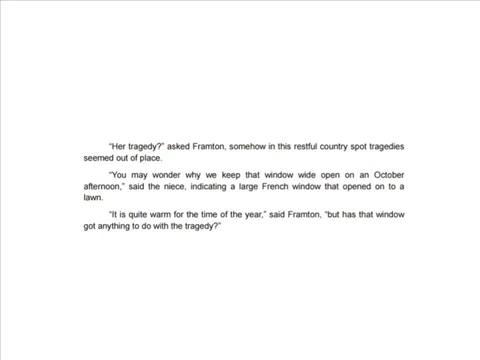 “Her tragedy?” asked Framton, somehow in this restful country spot tragedies
seemed out of place.
“You may wonder why we keep that window wide open on an October
afternoon,” said the niece, indicating a large French window that opened on to a
lawn.
“It is quite warm for the time of the year,” said Framton, “but has that window
got anything to do with the tragedy?”